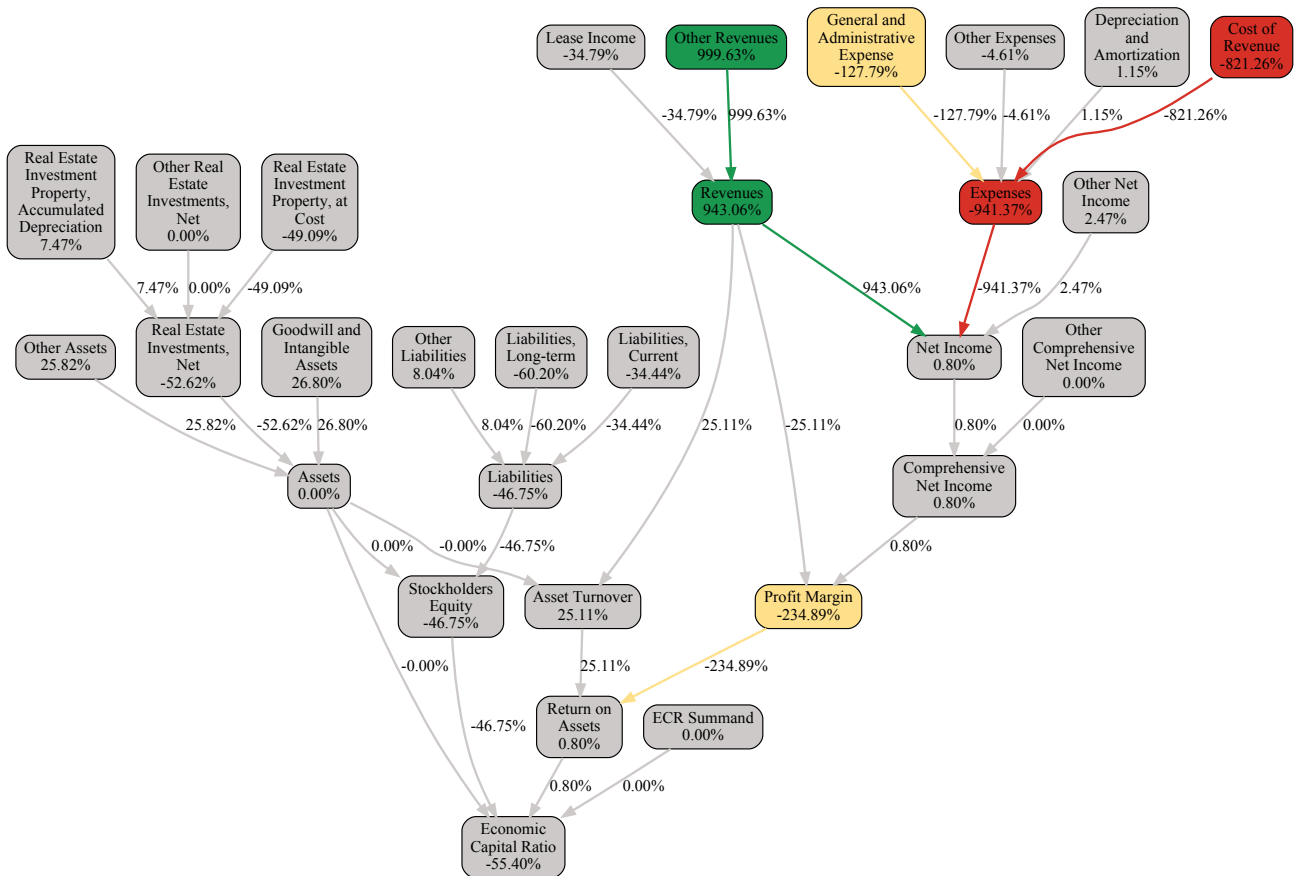 Lease Income
-34.79%
Other Revenues
999.63%
General and
Administrative
Expense
-127.79%
Other Expenses
-4.61%
Depreciation
and
Amortization
1.15%
Cost of
Revenue
-821.26%
-34.79%
999.63%
-127.79%
-4.61%
1.15%
-821.26%
Real Estate
Investment
Property,
Accumulated
Depreciation
7.47%
Other Real
Estate
Investments,
Net
0.00%
Real Estate
Investment
Property, at
Cost
-49.09%
Revenues
943.06%
Expenses
-941.37%
Other Net
Income
2.47%
7.47%
0.00%
-49.09%
943.06%
-941.37%
2.47%
Other Assets
25.82%
Real Estate
Investments,
Net
-52.62%
Goodwill and
Intangible
Assets
26.80%
Other
Liabilities
8.04%
Liabilities,
Long-term
-60.20%
Liabilities,
Current
-34.44%
Net Income
0.80%
Other
Comprehensive
Net Income
0.00%
25.82%
-52.62%
26.80%
8.04%
-60.20%
-34.44%
25.11%
-25.11%
0.80%
0.00%
Assets
0.00%
Liabilities
-46.75%
Comprehensive
Net Income
0.80%
0.00%
-0.00%
-46.75%
0.80%
Stockholders
Equity
-46.75%
Asset Turnover
25.11%
Profit Margin
-234.89%
-0.00%
25.11%
-234.89%
-46.75%
Return on
Assets
0.80%
ECR Summand
0.00%
0.80%
0.00%
Economic
Capital Ratio
-55.40%